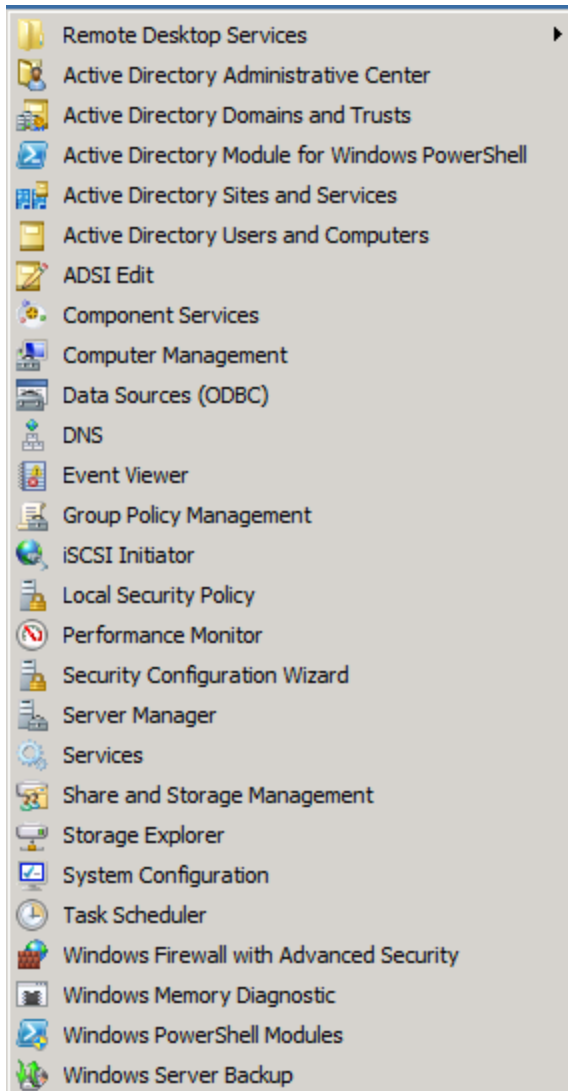 Remote Desktop Services
Active Directory Administrative Center
Active Directory Domains and Trusts
Active Directory Module for Windows PowerShell
Active Directory Sites and Services
Active Directory Users and Computers
ADSI Edit
Component Services
Computer Management
Data Sources (ODBC)
DNS
Event Viewer
Group Policy Management
iSCSI Initiator
Local Security Policy
Performance Monitor
Security Configuration Wizard
Server Manager
Services
Share and Storage Management
Storage Explorer
System Configuration
Task Scheduler
Windows Firewall with Advanced Security
Windows Memory Diagnostic
Windows PowerShell Modules
Windows Server Backup